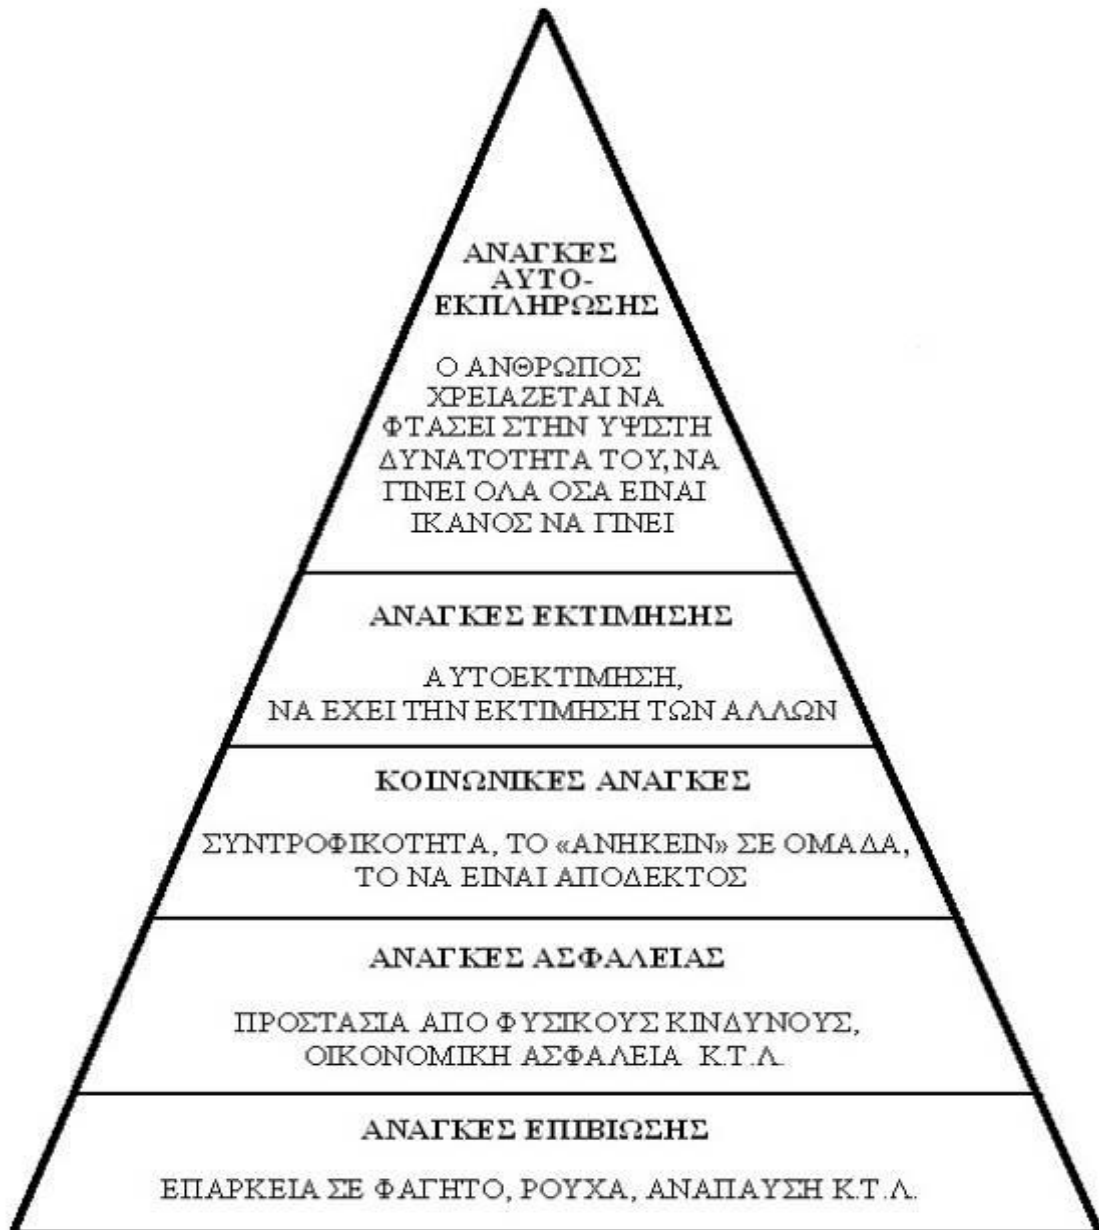 ΑΝΑΓΚΕΣ
ΑΥΤΟ-
ΕΚΠΛΗΡΩΣΗΣ
Ο ΑΝΘΡΩΠΟΣ
ΧΡΕΙΑΖΕΤΑΙ ΝΑ
ΦΤΑΣΕΙ ΣΤΗΝ ΥΨΙΣΤΗ
ΔΥΝΑΤΟΤΗΤΑ ΤΟΥ, ΝΑ
ΓΙΝΕΙ ΟΛΑ ΟΣΑ ΕΙΝΑΙ
ΙΚΑΝΟΣ ΝΑ ΓΙΝΕΙ
ΑΝΑΓΚΕΣ ΕΚΤΙΜΗΣΗΣ
ΑΥΤΟΕΚΤΙΜΗΣΗ,
ΝΑ ΕΧΕΙ ΤΗΝ ΕΚΤΙΜΗΣΗ ΤΩΝ ΑΛΛΩΝ
ΚΟΙΝΩΝΙΚΕΣ ΑΝΑΓΚΕΣ
ΣΥΝΤΡΟΦΙΚΟΤΗΤΑ, ΤΟ «ΑΝΗΚΕΙΝ» ΣΕ ΟΜΑΔΑ,
ΤΟ ΝΑ ΕΙΝΑΙ ΑΠΟΔΕΚΤΟΣ
ΑΝΑΓΚΕΣ ΑΣΦΑΛΕΙΑΣ
ΠΡΟΣΤΑΣΙΑ ΑΠΟ ΦΥΣΙΚΟΥΣ ΚΙΝΔΥΝΟΥΣ,
ΟΙΚΟΝΟΜΙΚΗ ΑΣΦΑΛΕΙΑ Κ.Τ.Λ.
ΑΝΑΓΚΕΣ ΕΠΙΒΙΩΣΗΣ
ΕΠΑΡΚΕΙΑ ΣΕ ΦΑΓΗΤΟ, ΡΟΥΧΑ, ΑΝΑΠΑΥΣΗ Κ.Τ.Λ.